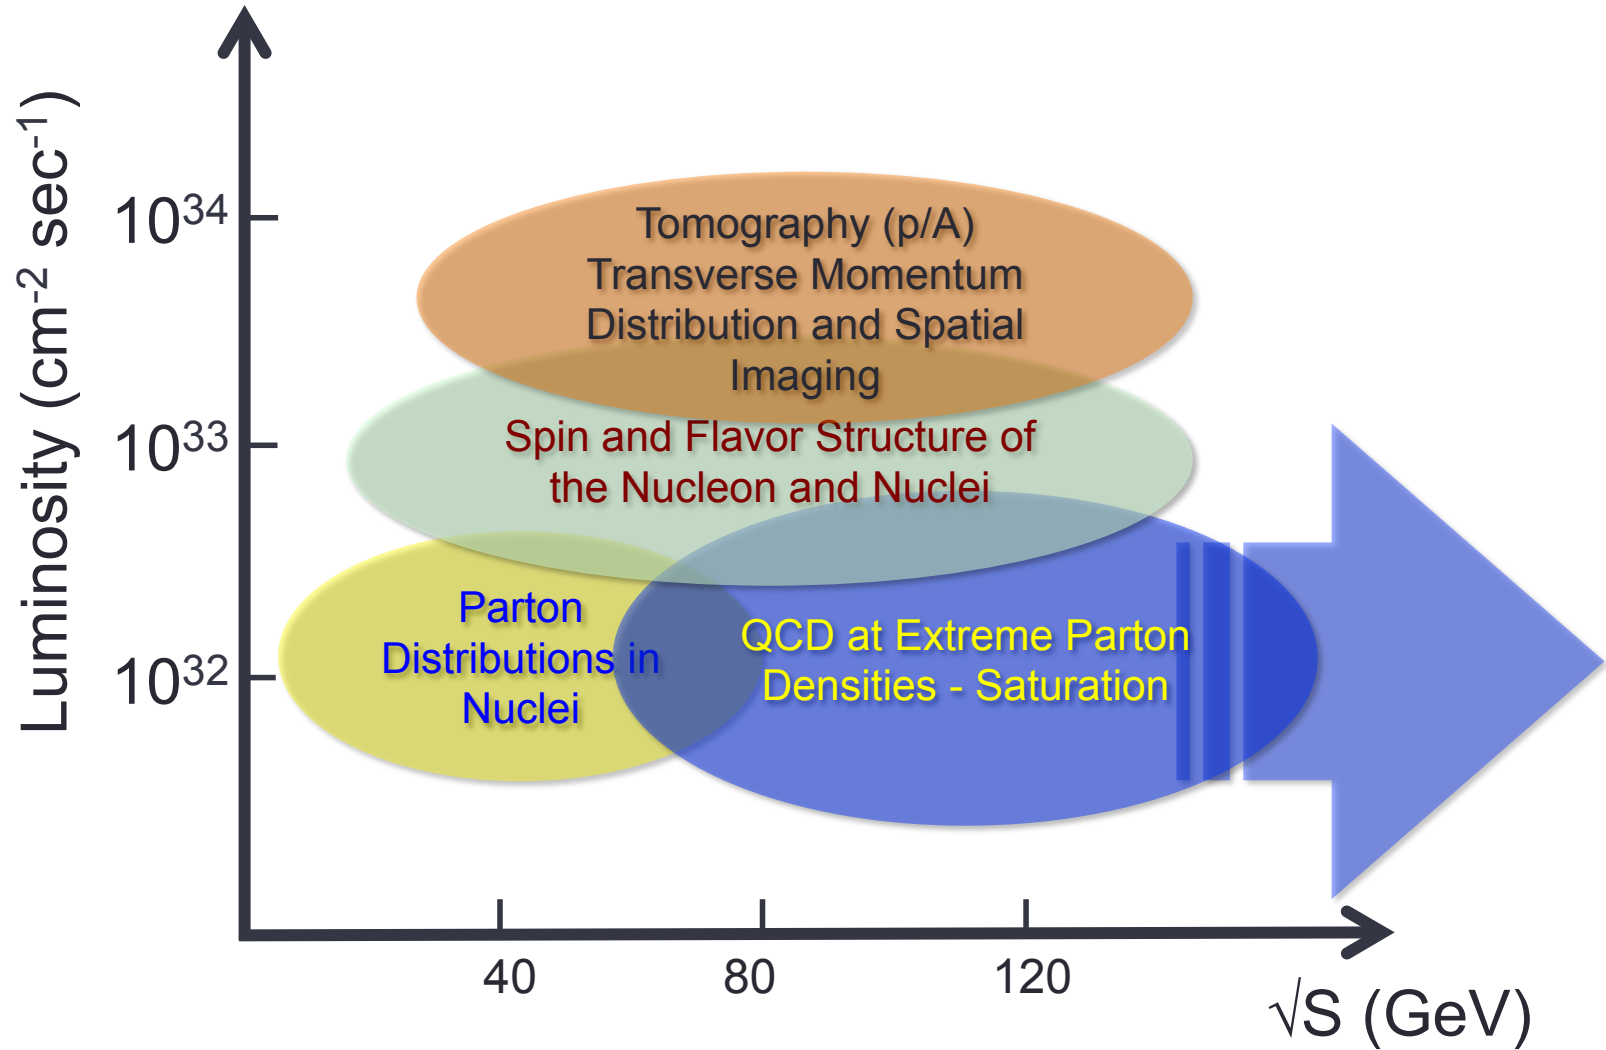 Luminosity (cm⁻² sec⁻¹)
10³⁴
10³³
10³²
Tomography (p/A)
Transverse Momentum
Distribution and Spatial
Imaging
Spin and Flavor Structure of
the Nucleon and Nuclei
Parton
Distributions in
Nuclei
QCD at Extreme Parton
Densities - Saturation
40 80 120
√S (GeV)